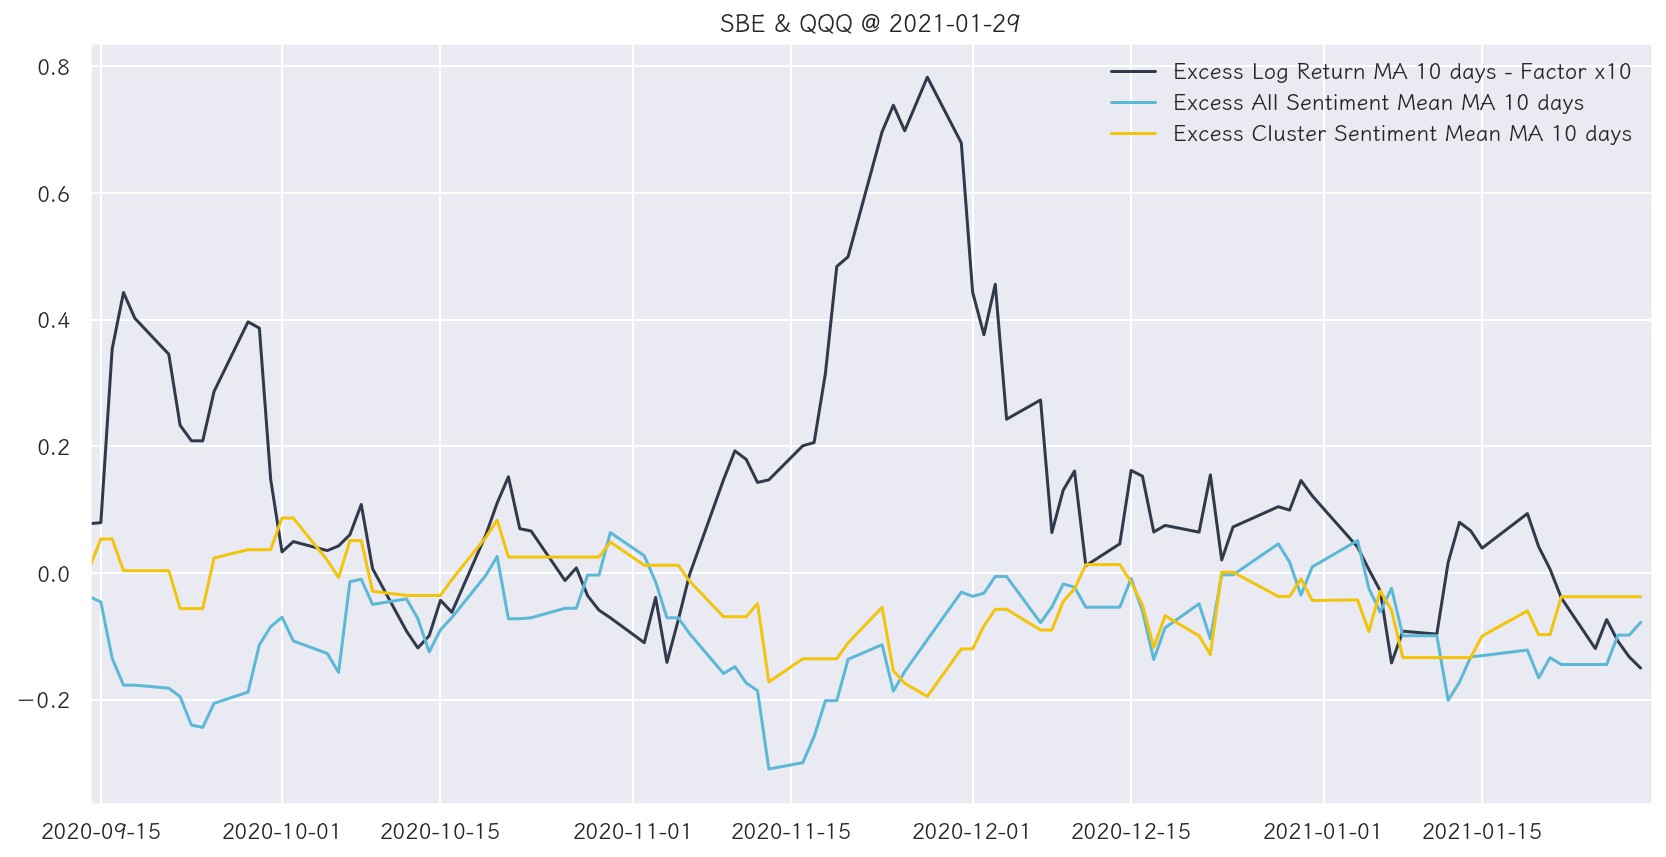 SBE & QQQ @ 2021-01-29
Excess Log Return MA 10 days - Factor x10
Excess All Sentiment Mean MA 10 days
Excess Cluster Sentiment Mean MA 10 days
0.8
0.6
0.4
0.2
0.0
−0.2
2020-09-15 2020-10-01 2020-10-15 2020-11-01 2020-11-15 2020-12-01 2020-12-15 2021-01-01 2021-01-15